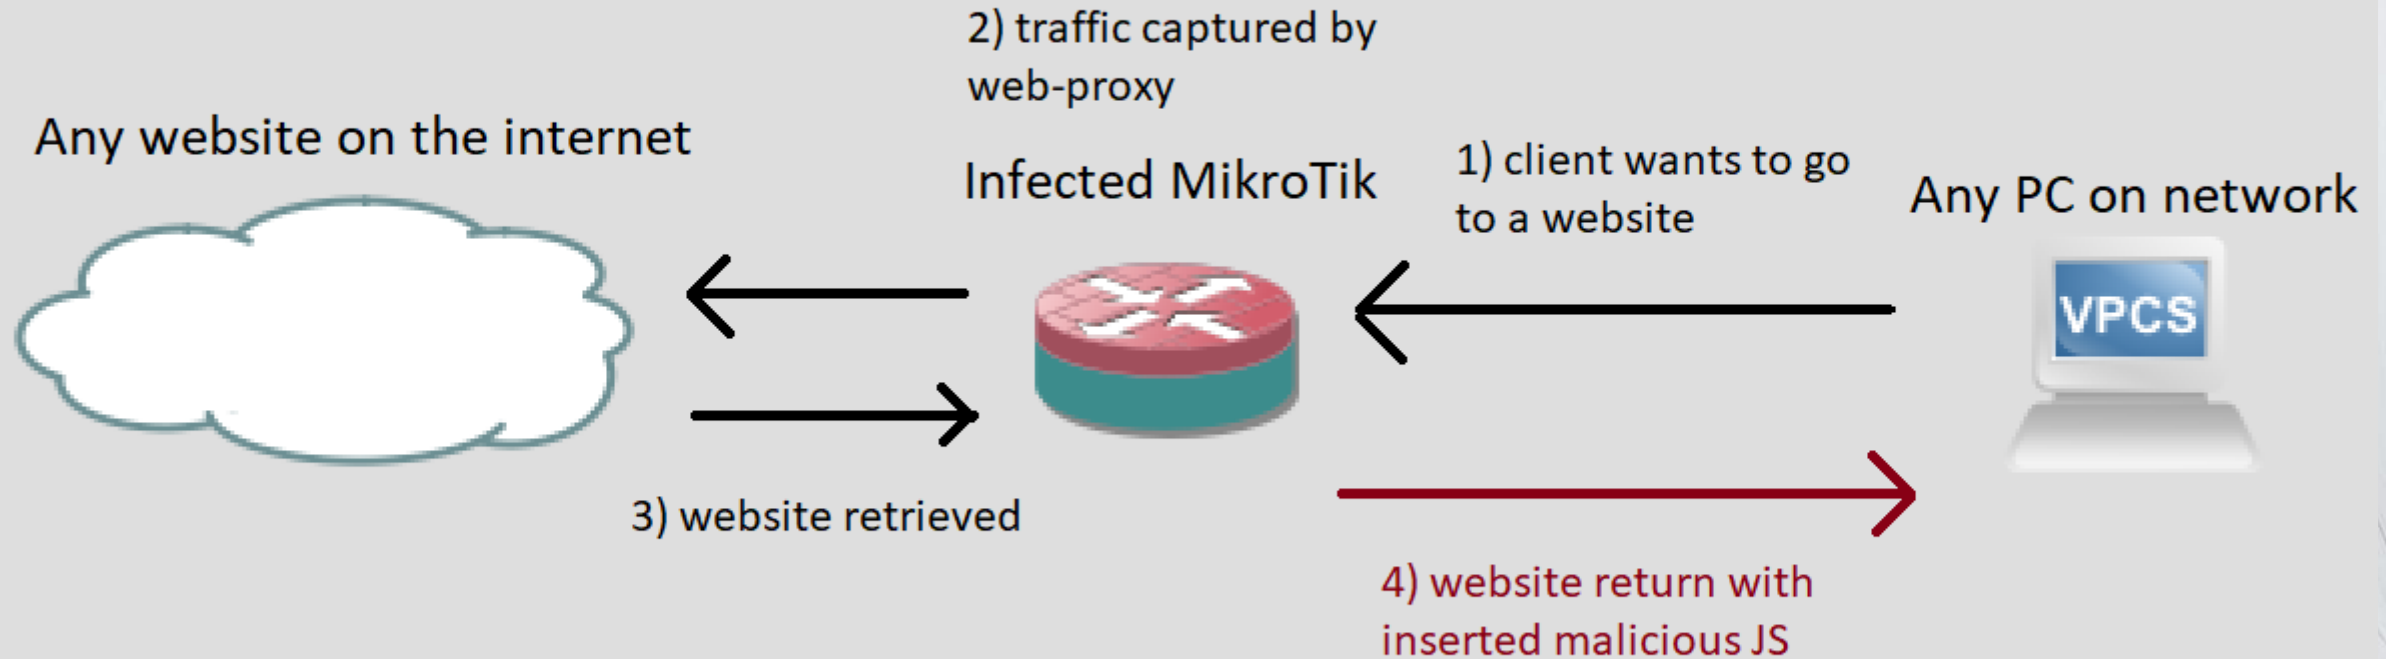 2) traffic captured by
web-proxy
Any website on the internet
Infected MikroTik
1) client wants to go
to a website
Any PC on network
VPCS
3) website retrieved
4) website return with
inserted malicious JS